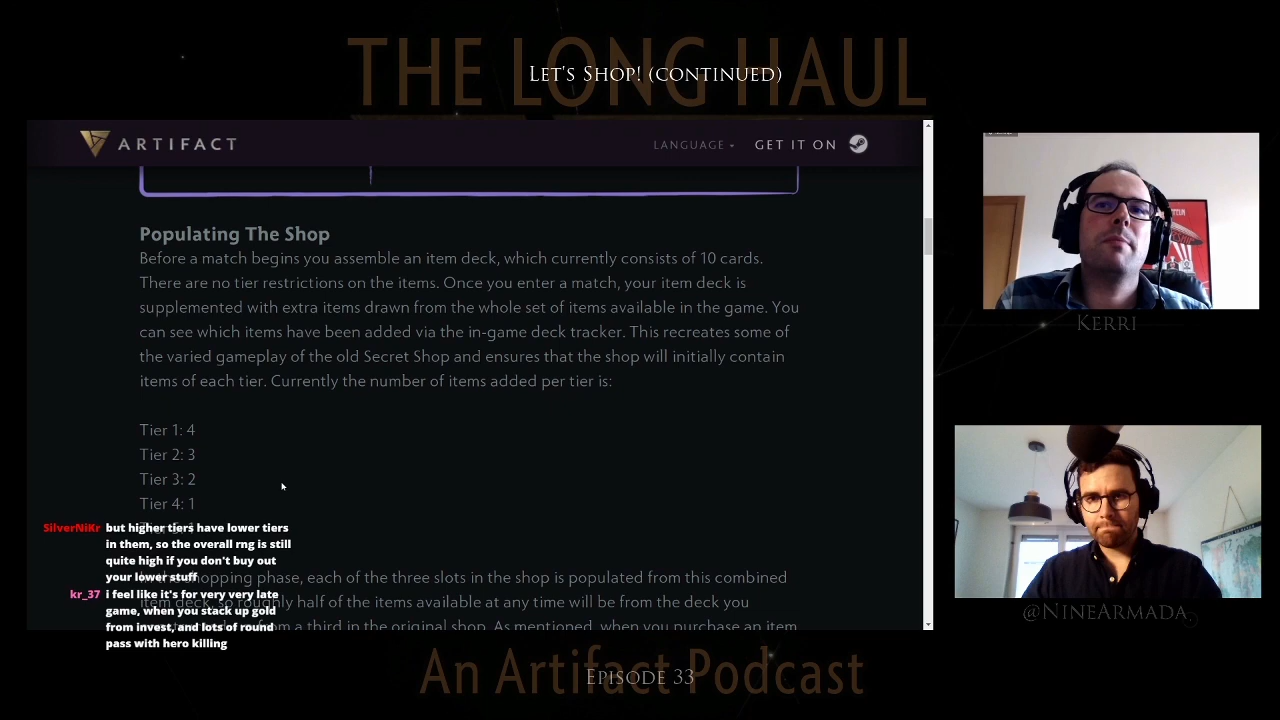 THE LONG HAUL
LET'S SHOP! (CONTINUED)
ARTIFACT
LANGUAGE
GET IT ON
Populating The Shop
Before a match begins you assemble an item deck, which currently consists of 10 cards.
There are no tier restrictions on the items. Once you enter a match, your item deck is
supplemented with extra items drawn from the whole set of items available in the game. You
can see which items have been added via the in-game deck tracker. This recreates some of
the varied gameplay of the old Secret Shop and ensures that the shop will initially contain
items of each tier. Currently the number of items added per tier is:
Tier 1: 4
Tier 2: 3
Tier 3: 2
Tier 4: 1
SilverNiKr but higher tiers have lower tiers
in them, so the overall rng is still
quite high if you don't buy out
your lower stuff
kr_37 i feel like it's for very very late
game, when you stack up gold
from invest, and lots of round
pass with hero killing
hopping phase, each of the three slots in the shop is populated from this combined
item deck, so roughly half of the items available at any time will be from the deck you
from a third in the original shop. As mentioned, when you purchase an item
KERRI
@NINEARMADA
An Artifact Podcast
EPISODE 33